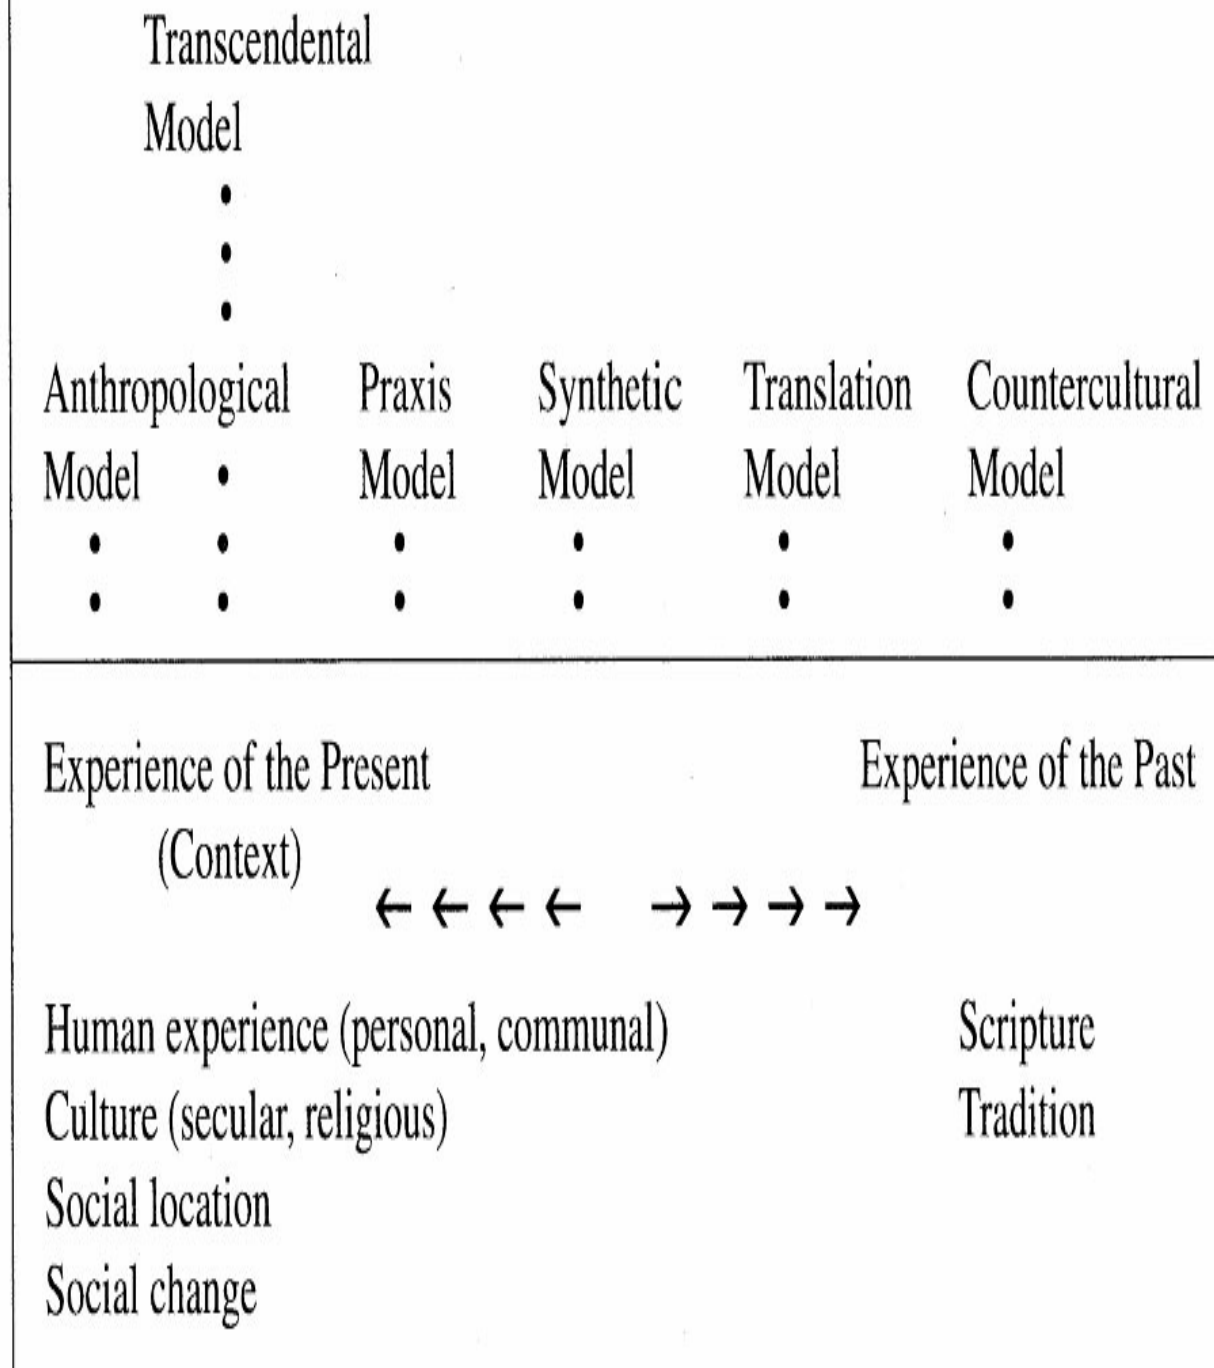 Transcendental
Model
Anthropological Praxis Synthetic Translation Countercultural
Model Model Model Model Model
Experience of the Present Experience of the Past
(Context)
← ← ← ← → → → →
Human experience (personal, communal) Scripture
Culture (secular, religious) Tradition
Social location
Social change